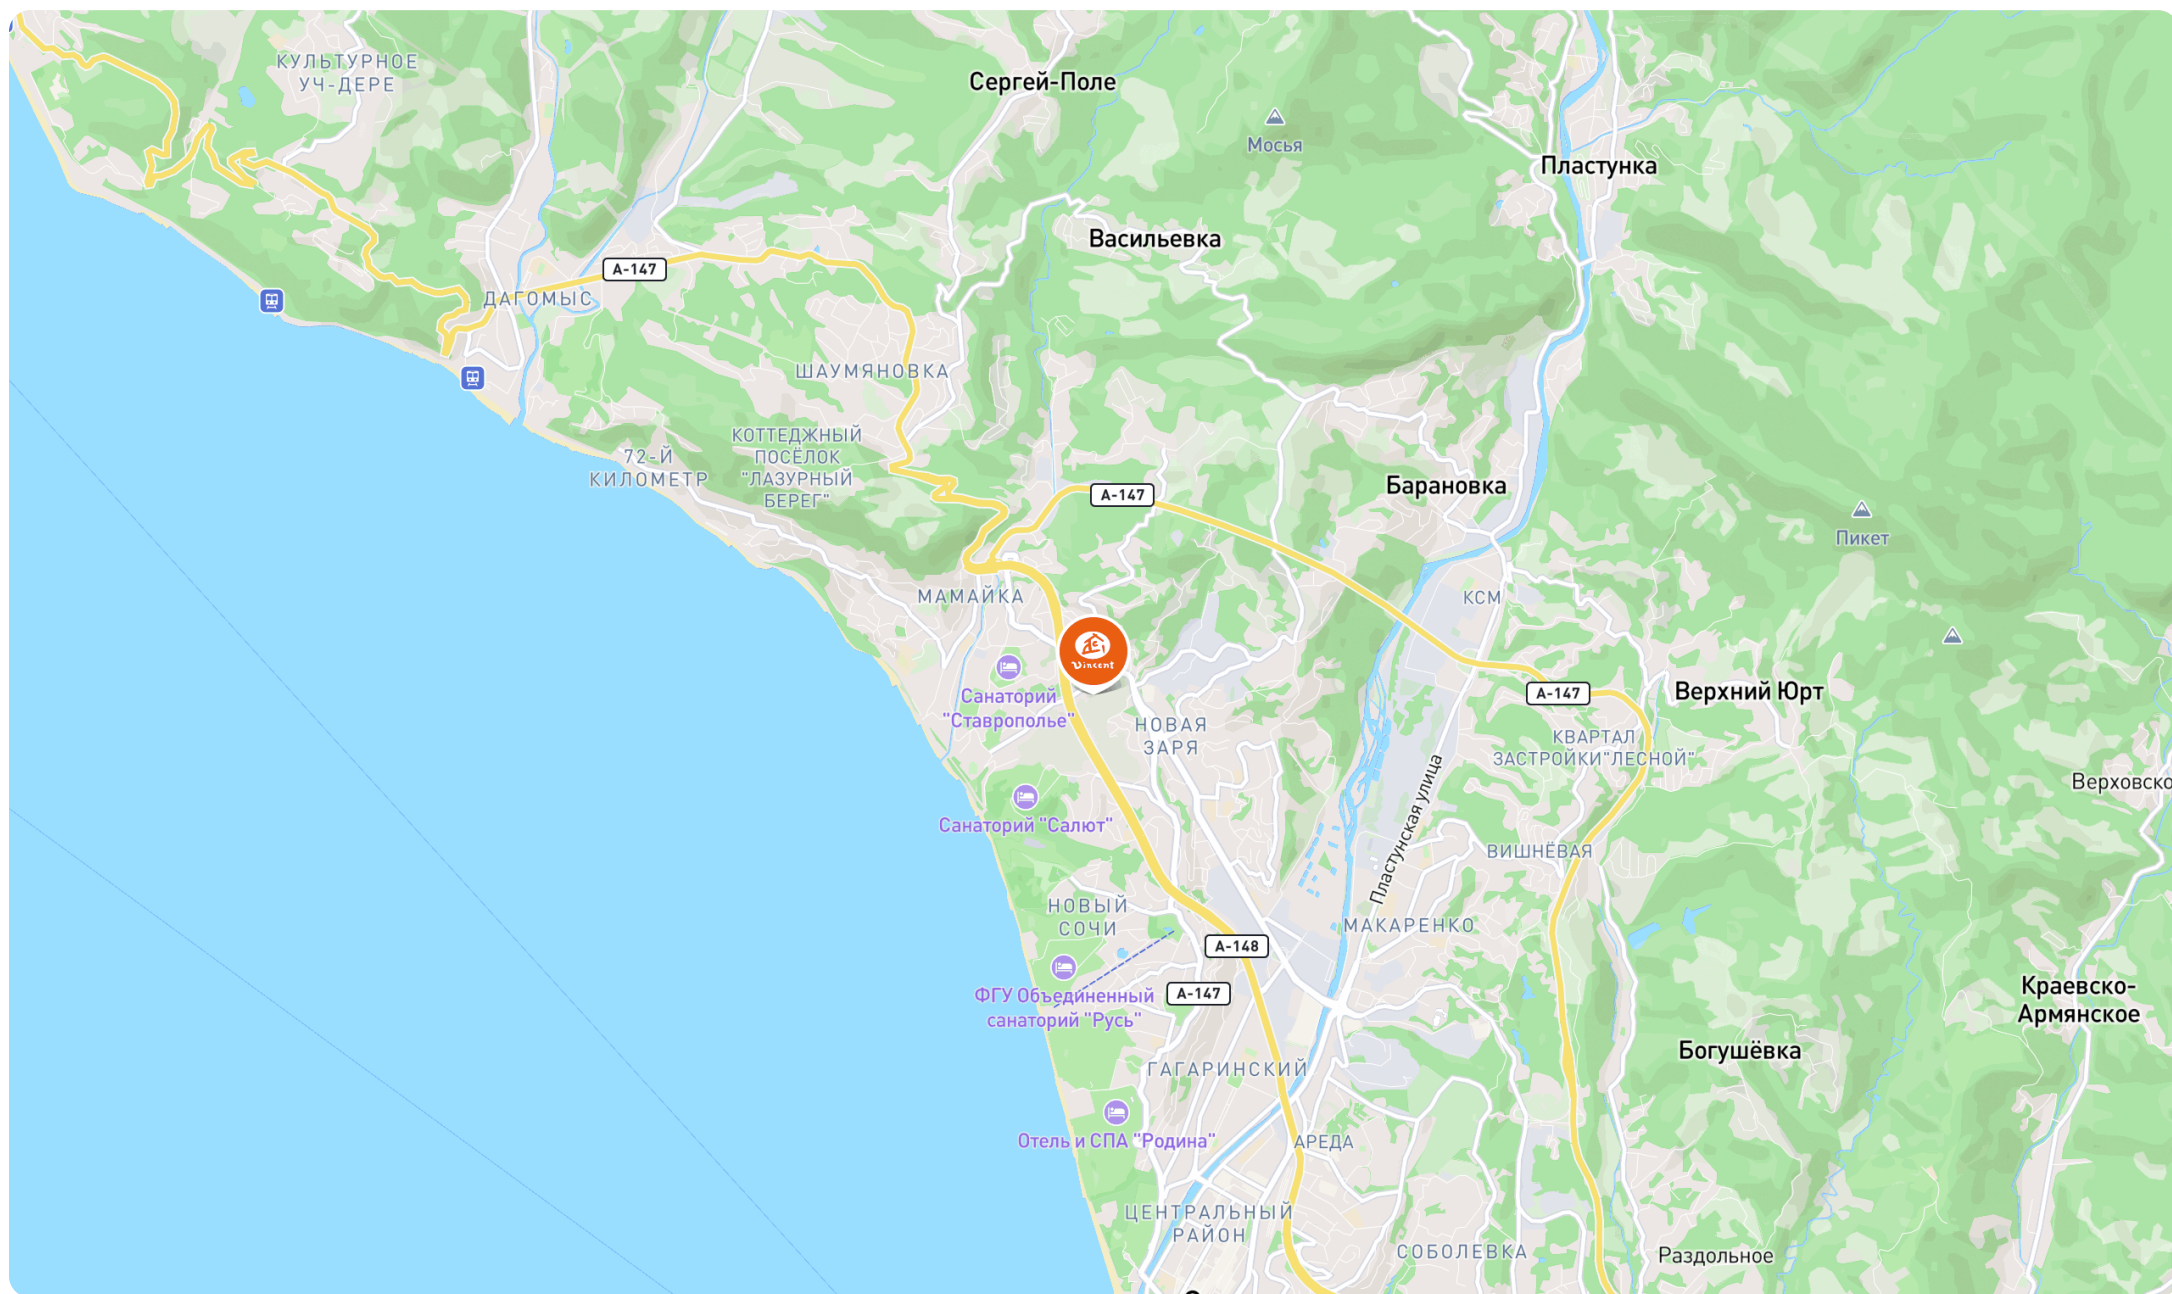 КУЛЬТУРНОЕ
УЧ-ДЕРЕ
Сергей-Поле
Мосья
Пластунка
Васильевка
А-147
ДАГОМЫС
ШАУМЯНОВКА
КОТТЕДЖНЫЙ
ПОСЁЛОК
"ЛАЗУРНЫЙ
БЕРЕГ"
72-Й
КИЛОМЕТР
А-147
Барановка
Пикет
МАМАЙКА
КСМ
Vincent
Санаторий
"Ставрополье"
НОВАЯ
ЗАРЯ
А-147
Верхний Юрт
КВАРТАЛ
ЗАСТРОЙКИ"ЛЕСНОЙ"
Верховско
Пластунская улица
Санаторий "Салют"
ВИШНЁВАЯ
НОВЫЙ
СОЧИ
МАКАРЕНКО
А-148
А-147
ФГУ Объединенный
санаторий "Русь"
Краевско-
Армянское
Богушёвка
ГАГАРИНСКИЙ
Отель и СПА "Родина"
АРЕДА
ЦЕНТРАЛЬНЫЙ
РАЙОН
СОБОЛЕВКА
Раздольное